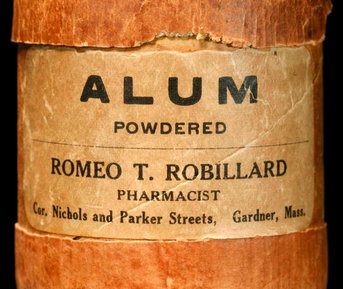 ALUM
POWDERED
ROMEO T. ROBILLARD
PHARMACIST
Cor. Nichols and Parker Streets, Gardner, Mass.